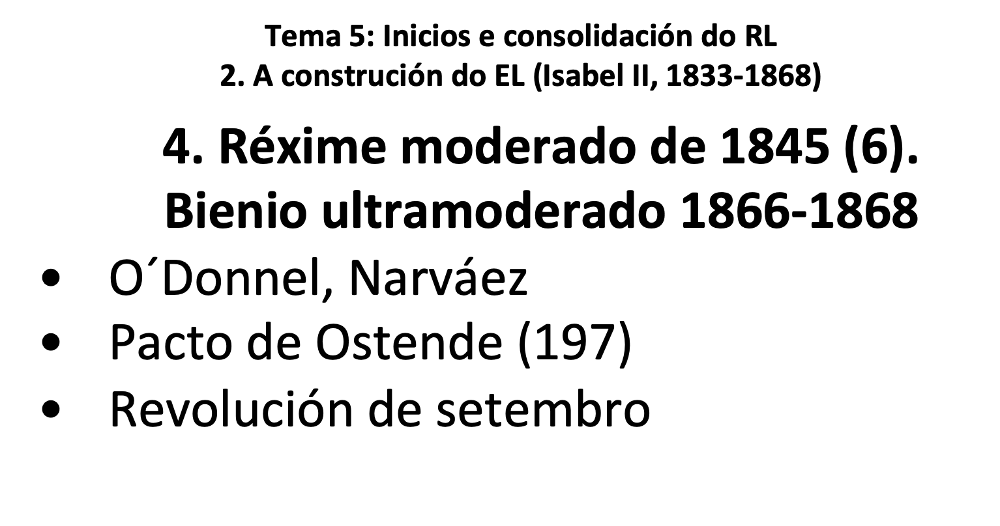 Tema 5: Inicios e consolidación do RL
2. A construción do EL (Isabel II, 1833-1868)
4. Réxime moderado de 1845 (6).
Bienio ultramoderado 1866-1868
• O´Donnel, Narváez
• Pacto de Ostende (197)
• Revolución de setembro